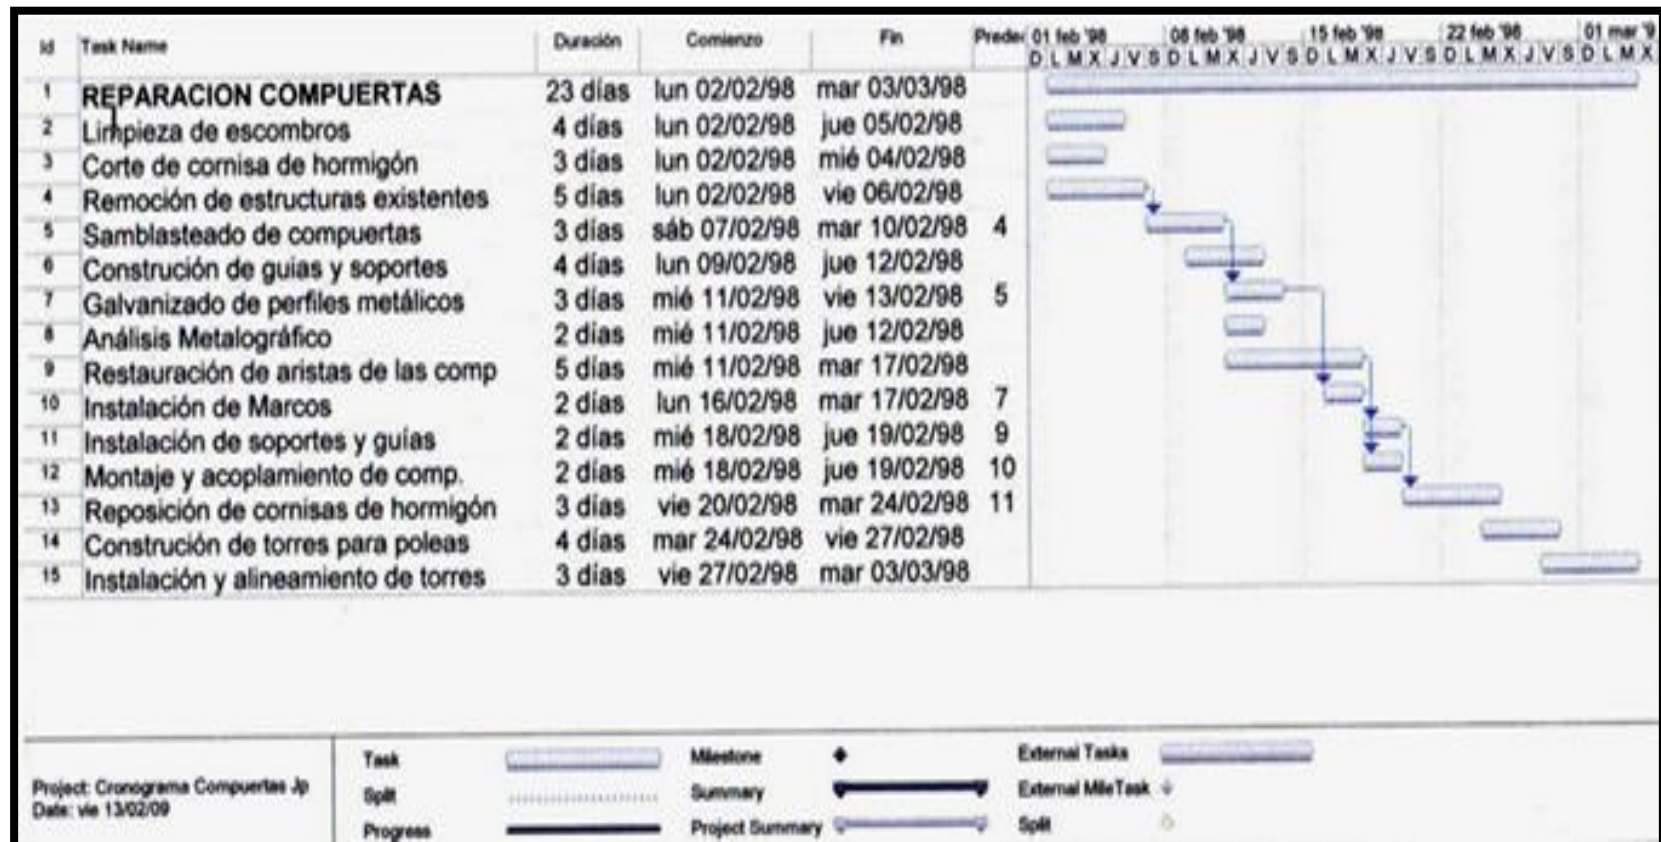 Id Task Name Duración Comienzo Fin Prede 01 feb '98 08 feb '98 15 feb '98 22 feb '98 01 mar '9
D L M X J V S D L M X J V S D L M X J V S D L M X J V S D L M X
1 REPARACION COMPUERTAS 23 días lun 02/02/98 mar 03/03/98
2 Limpieza de escombros 4 días lun 02/02/98 jue 05/02/98
3 Corte de cornisa de hormigón 3 días lun 02/02/98 mié 04/02/98
4 Remoción de estructuras existentes 5 días lun 02/02/98 vie 06/02/98
5 Samblasteado de compuertas 3 días sáb 07/02/98 mar 10/02/98 4
6 Construción de guias y soportes 4 días lun 09/02/98 jue 12/02/98
7 Galvanizado de perfiles metálicos 3 días mié 11/02/98 vie 13/02/98 5
8 Análisis Metalográfico 2 días mié 11/02/98 jue 12/02/98
9 Restauración de aristas de las comp 5 días mié 11/02/98 mar 17/02/98
10 Instalación de Marcos 2 días lun 16/02/98 mar 17/02/98 7
11 Instalación de soportes y guías 2 días mié 18/02/98 jue 19/02/98 9
12 Montaje y acoplamiento de comp. 2 días mié 18/02/98 jue 19/02/98 10
13 Reposición de cornisas de hormigón 3 días vie 20/02/98 mar 24/02/98 11
14 Construción de torres para poleas 4 días mar 24/02/98 vie 27/02/98
15 Instalación y alineamiento de torres 3 días vie 27/02/98 mar 03/03/98
Project: Cronograma Compuertas Jp
Date: vie 13/02/09
Task Milestone External Tasks
Split Summary External MileTask
Progress Project Summary Split